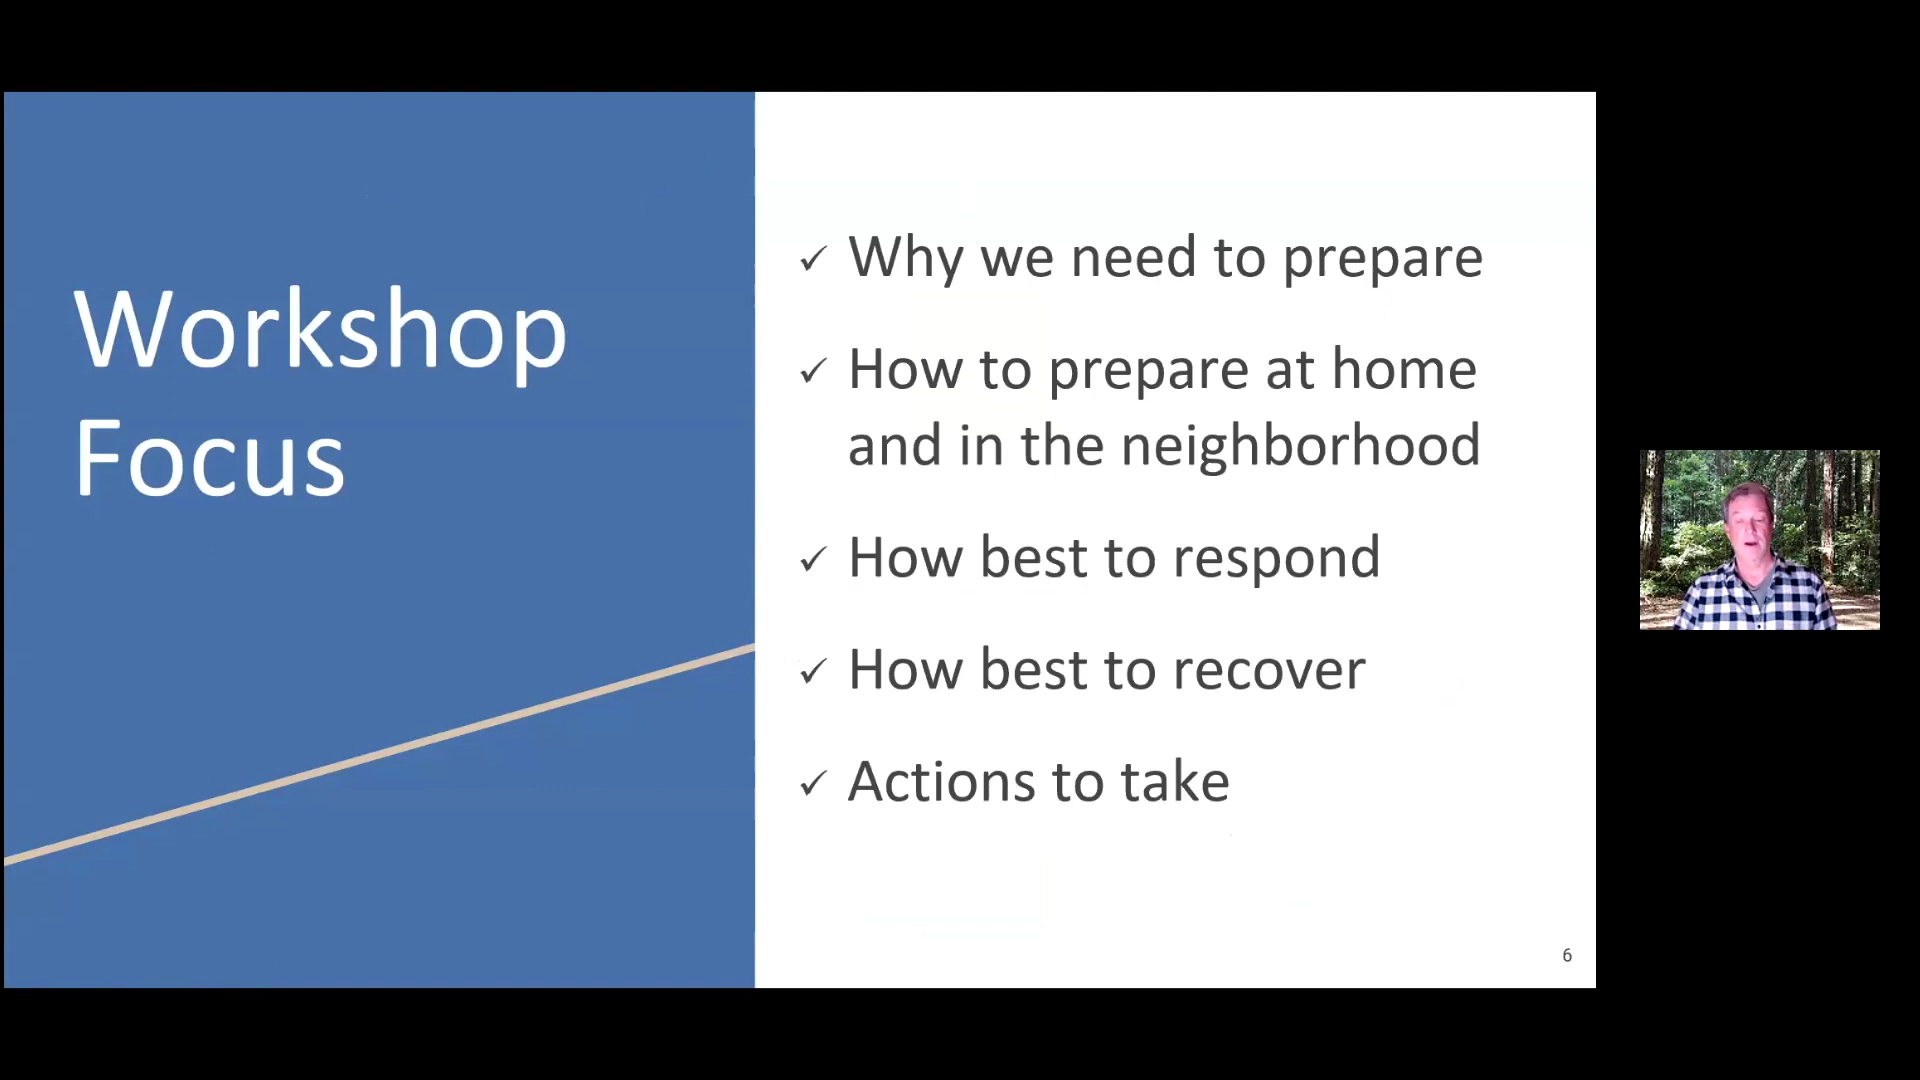 Workshop
Focus
✓ Why we need to prepare
✓ How to prepare at home
and in the neighborhood
✓ How best to respond
✓ How best to recover
✓ Actions to take
6